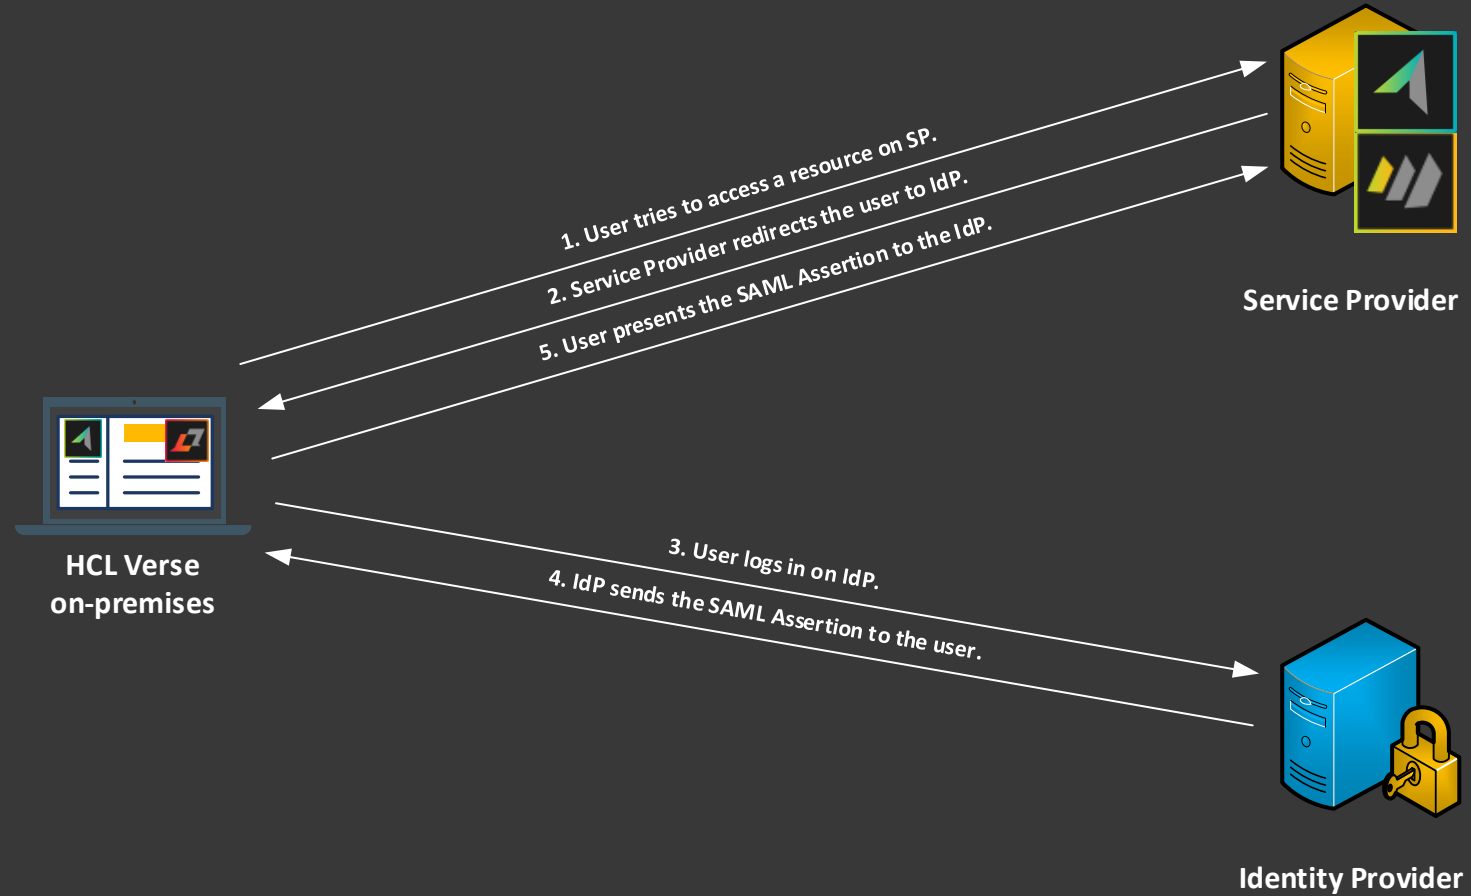 1. User tries to access a resource on SP.
2. Service Provider redirects the user to IdP.
5. User presents the SAML Assertion to the IdP.
Service Provider
HCL Verse
on-premises
3. User logs in on IdP.
4. IdP sends the SAML Assertion to the user.
Identity Provider